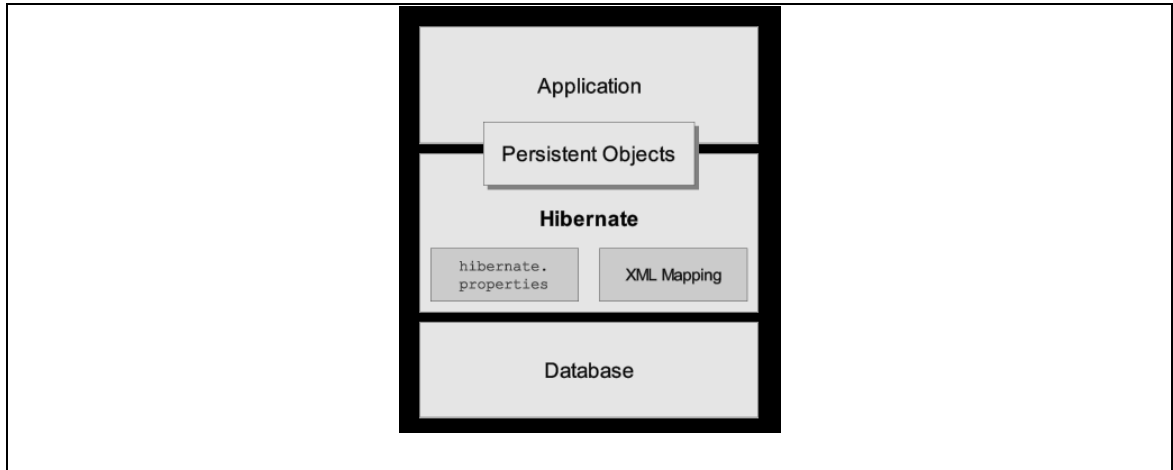 Application
Persistent Objects
Hibernate
hibernate.
properties
XML Mapping
Database